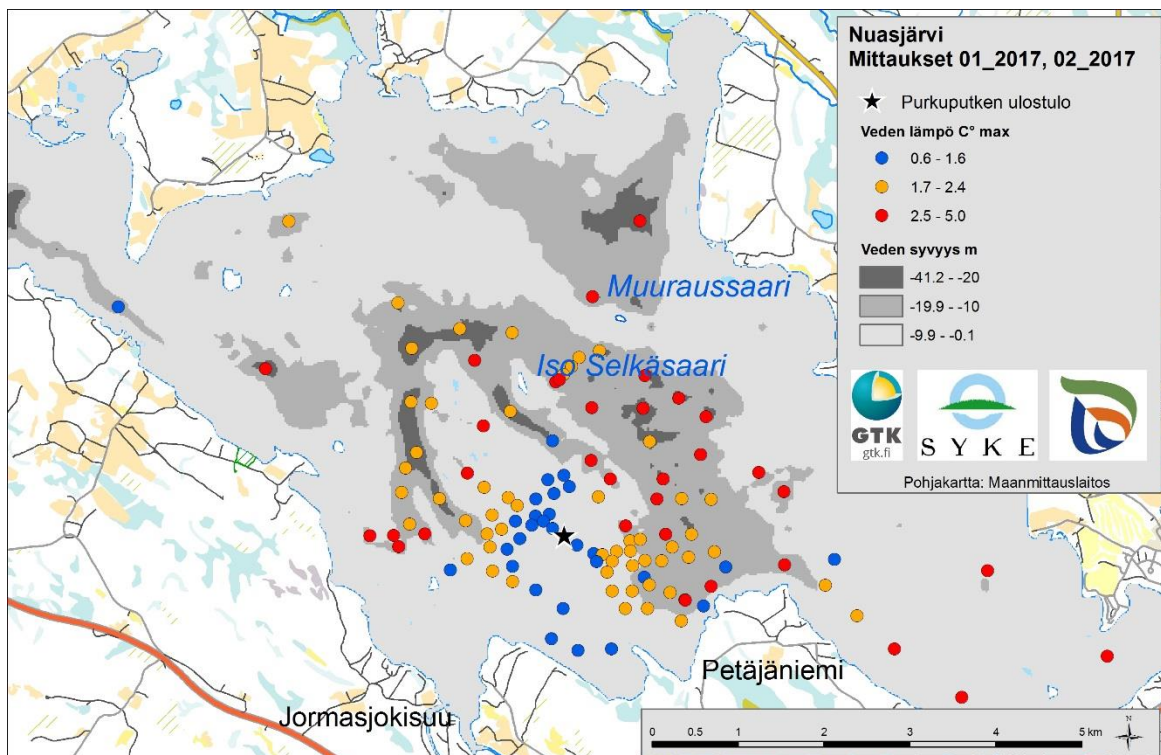 Nuasjärvi
Mittaukset 01_2017, 02_2017
Purkuputken ulostulo
Veden lämpö C° max
0.6 - 1.6
1.7 - 2.4
2.5 - 5.0
Veden syvyys m
-41.2 - -20
-19.9 - -10
-9.9 - -0.1
GTK
gtk.fi
SYKE
Pohjakartta: Maanmittauslaitos
Muuraussaari
Iso Selkäsaari
Petäjäniemi
Jormasjokisuu
0 0.5 1 2 3 4 5 km
N